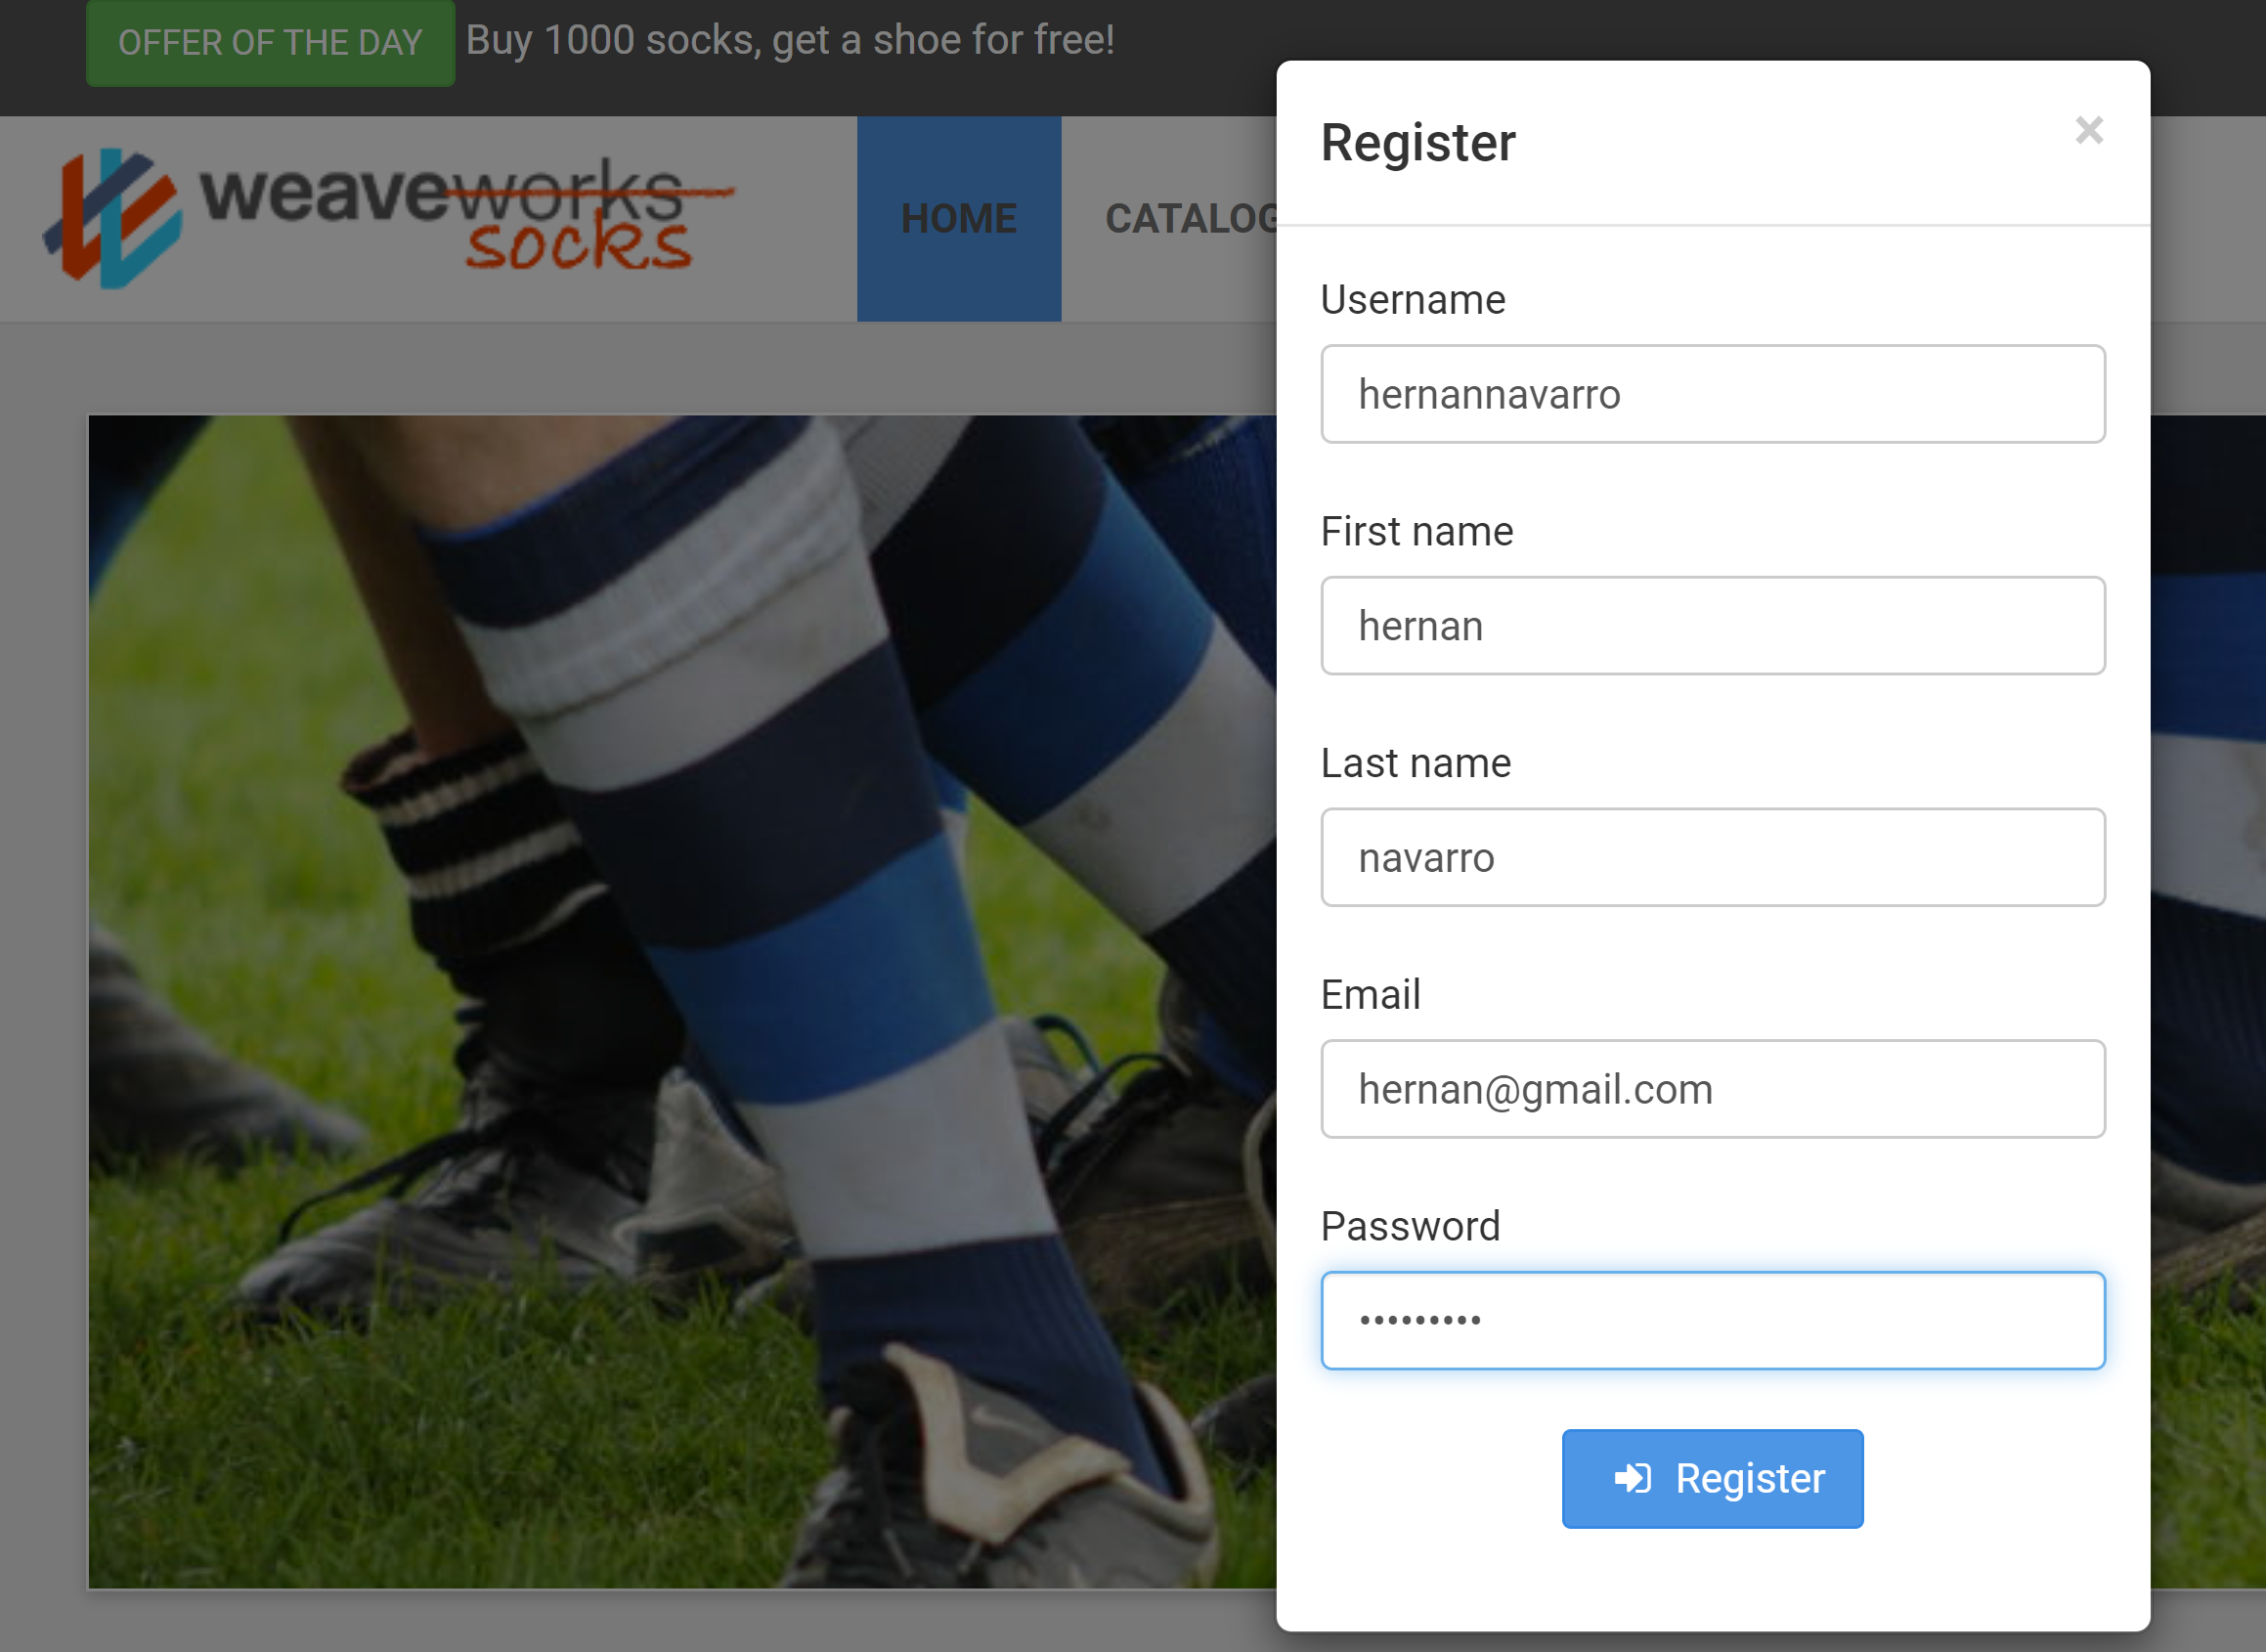 OFFER OF THE DAY Buy 1000 socks, get a shoe for free!
weaveworks
socks
HOME CATALOG
Register ×
Username
hernannavarro
First name
hernan
Last name
navarro
Email
hernan@gmail.com
Password
•••••••••
Register